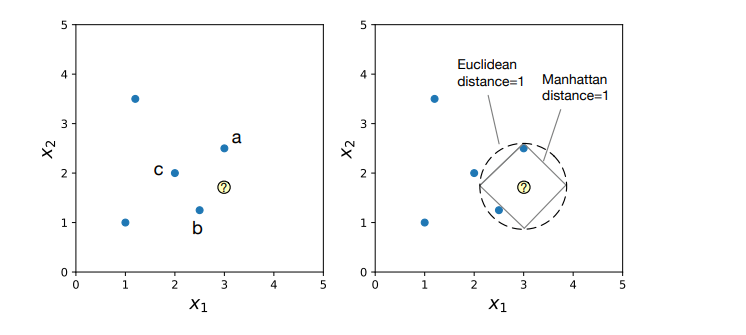 5
4
3
2
1
0
x2
0 1 2 3 4 5
x1
a
c
?
b
5
4
3
2
1
0
x2
0 1 2 3 4 5
x1
Euclidean
distance=1
Manhattan
distance=1
?